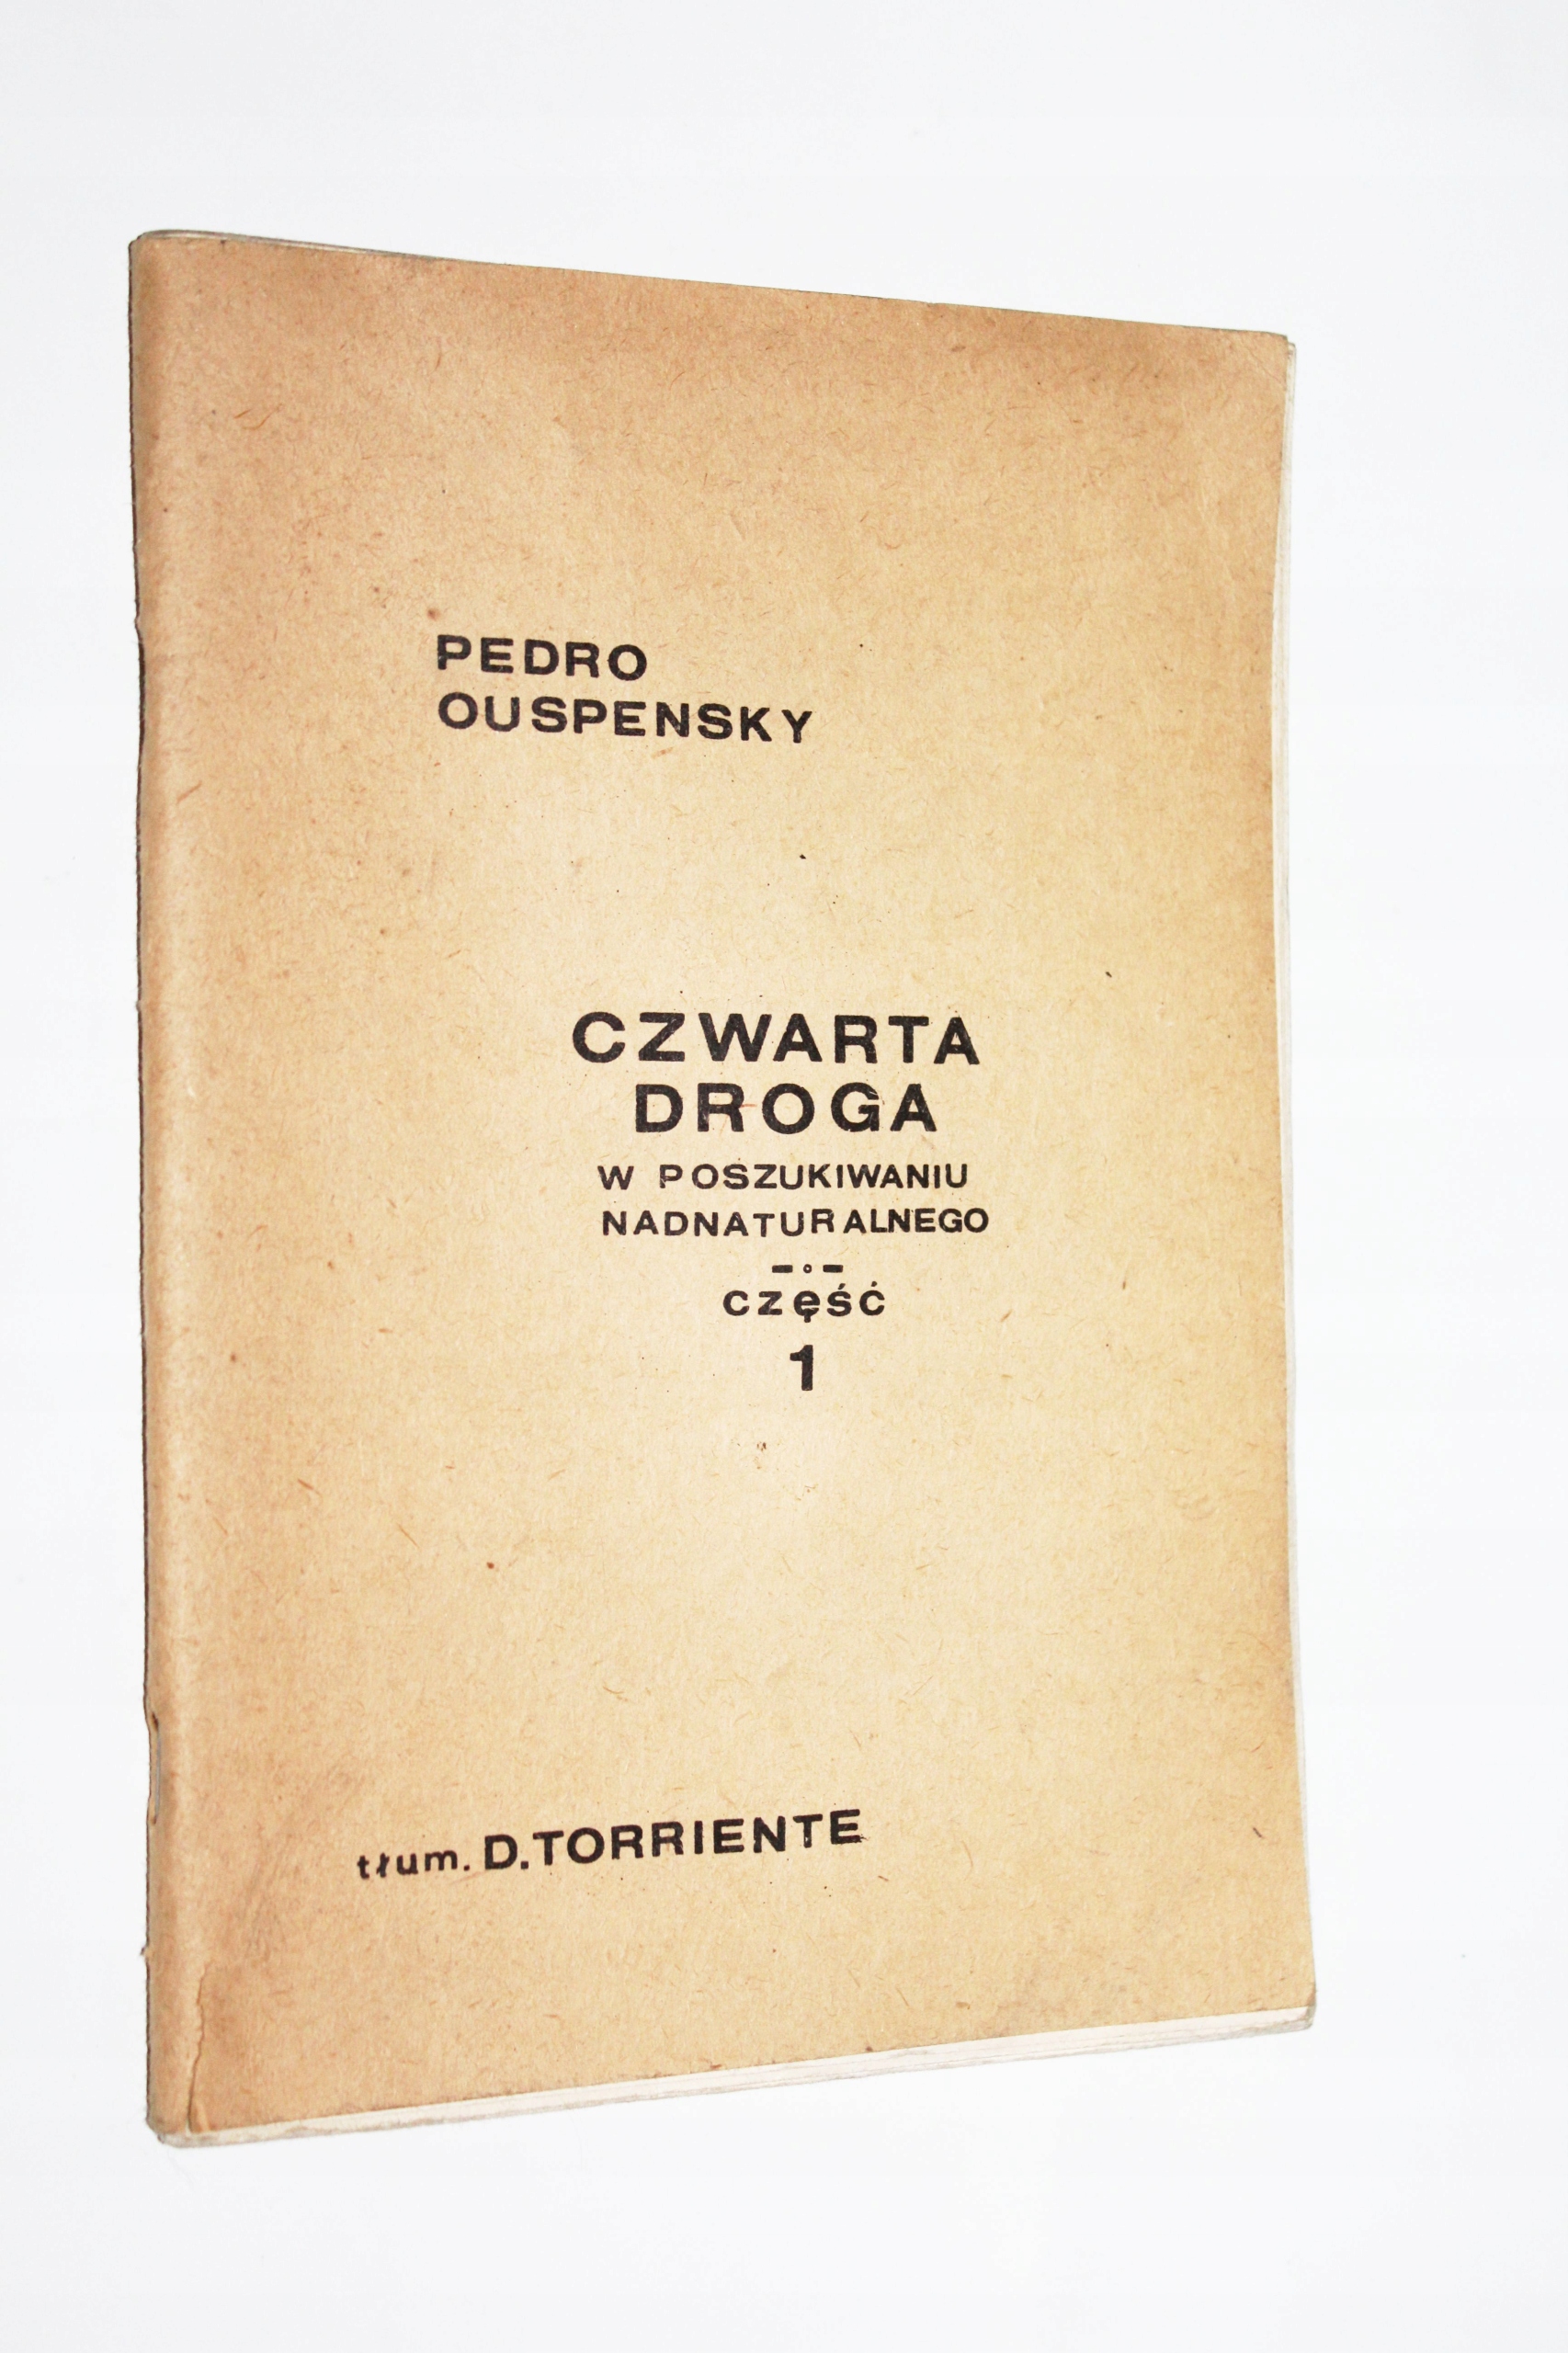 PEDRO
OUSPENSKY
CZWARTA
DROGA
W POSZUKIWANIU
NADNATURALNEGO
część
1
tłum. D.TORRIENTE